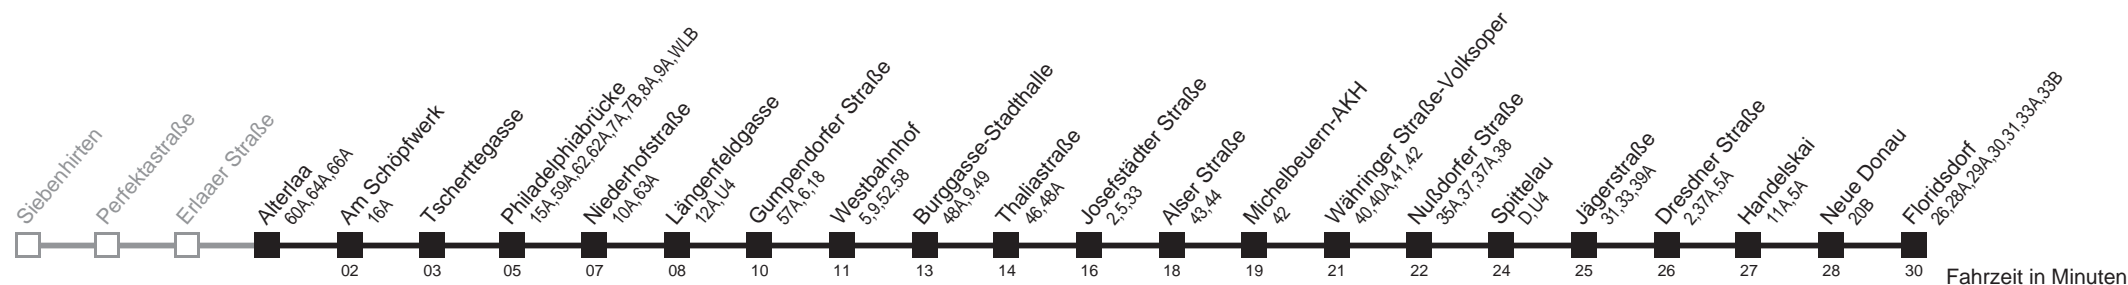 Siebenhirten
Perfektastraße
Erlaaer Straße
Alterlaa
60A,64A,66A
Am Schöpfwerk
16A
02
Tscherttegasse
03
Philadelphiabrücke
15A,59A,62,62A,7A,7B,8A,9A,WLB
05
Niederhofstraße
10A,63A
07
Längenfeldgasse
12A,U4
08
Gumpendorfer Straße
57A,6,18
10
Westbahnhof
5,9,52,58
11
Burggasse-Stadthalle
48A,9,49
13
Thaliastraße
46,48A
14
Josefstädter Straße
2,5,33
16
Alser Straße
43,44
18
Michelbeuern-AKH
42
19
Währinger Straße-Volksoper
40,40A,41,42
21
Nußdorfer Straße
35A,37,37A,38
22
Spittelau
D,U4
24
Jägerstraße
31,33,39A
25
Dresdner Straße
2,37A,5A
26
Handelskai
11A,5A
27
Neue Donau
20B
28
Floridsdorf
26,28A,29A,30,31,33A,33B
30
Fahrzeit in Minuten